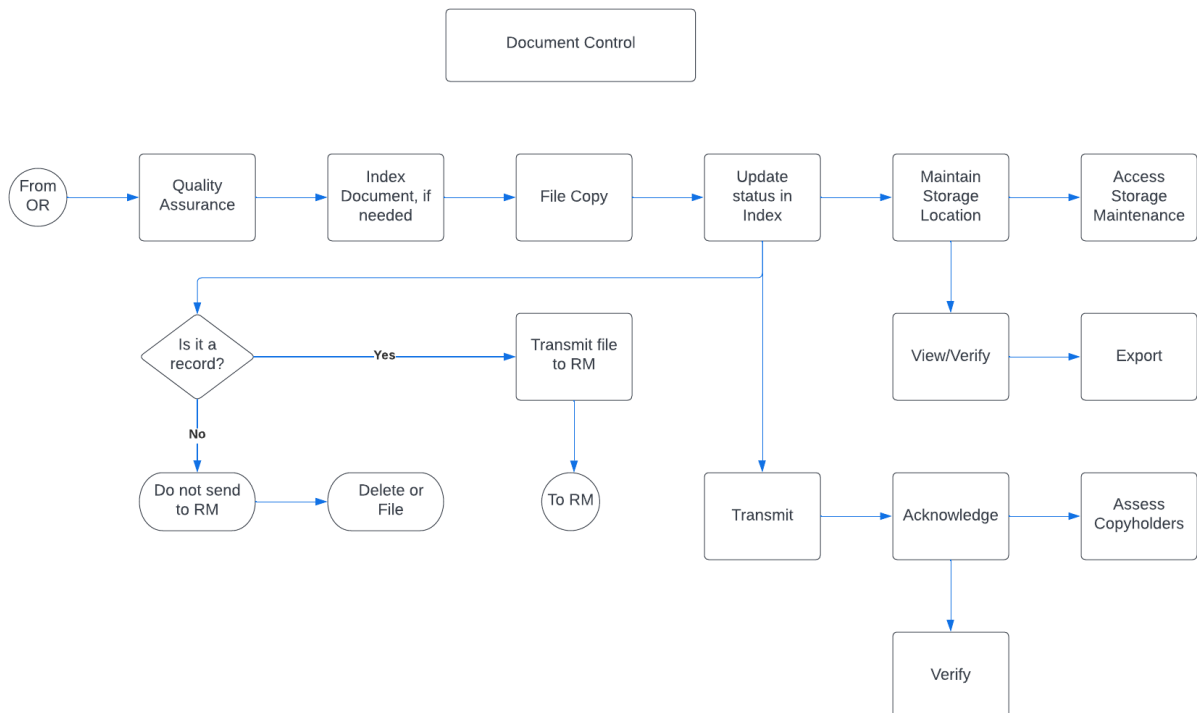 Document Control
From
OR
Quality
Assurance
Index
Document, if
needed
File Copy
Update
status in
Index
Maintain
Storage
Location
Access
Storage
Maintenance
Is it a
record?
Yes
Transmit file
to RM
View/Verify
Export
No
Do not send
to RM
Delete or
File
To RM
Transmit
Acknowledge
Assess
Copyholders
Verify